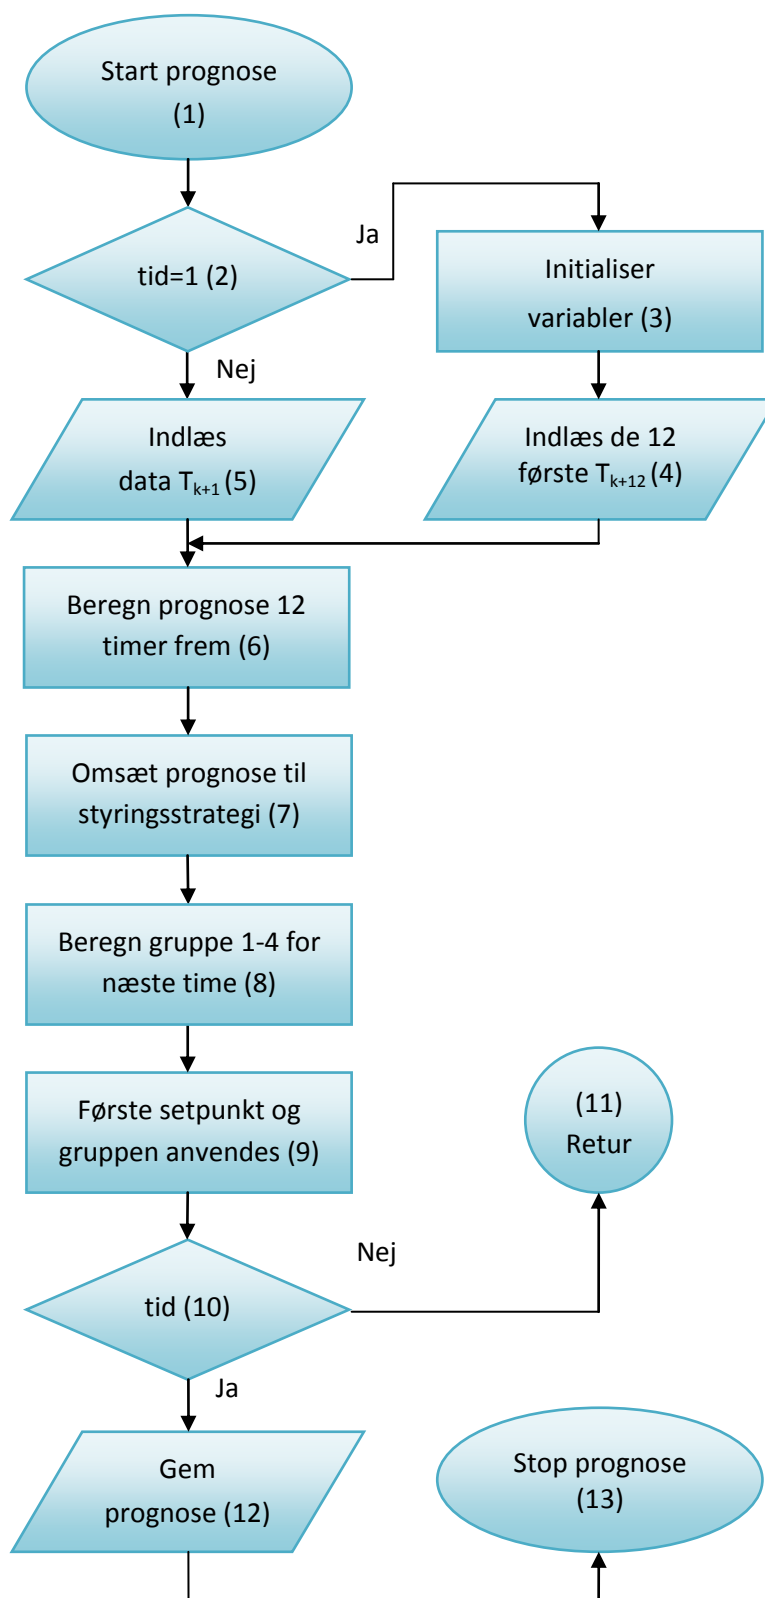 Start prognose
(1)
tid=1 (2)
Ja
Initialiser
variabler (3)
Nej
Indlæs
data Tk+1 (5)
Indlæs de 12
første Tk+12 (4)
Beregn prognose 12
timer frem (6)
Omsæt prognose til
styringsstrategi (7)
Beregn gruppe 1-4 for
næste time (8)
Første setpunkt og
gruppen anvendes (9)
(11)
Retur
tid (10)
Nej
Ja
Gem
prognose (12)
Stop prognose
(13)